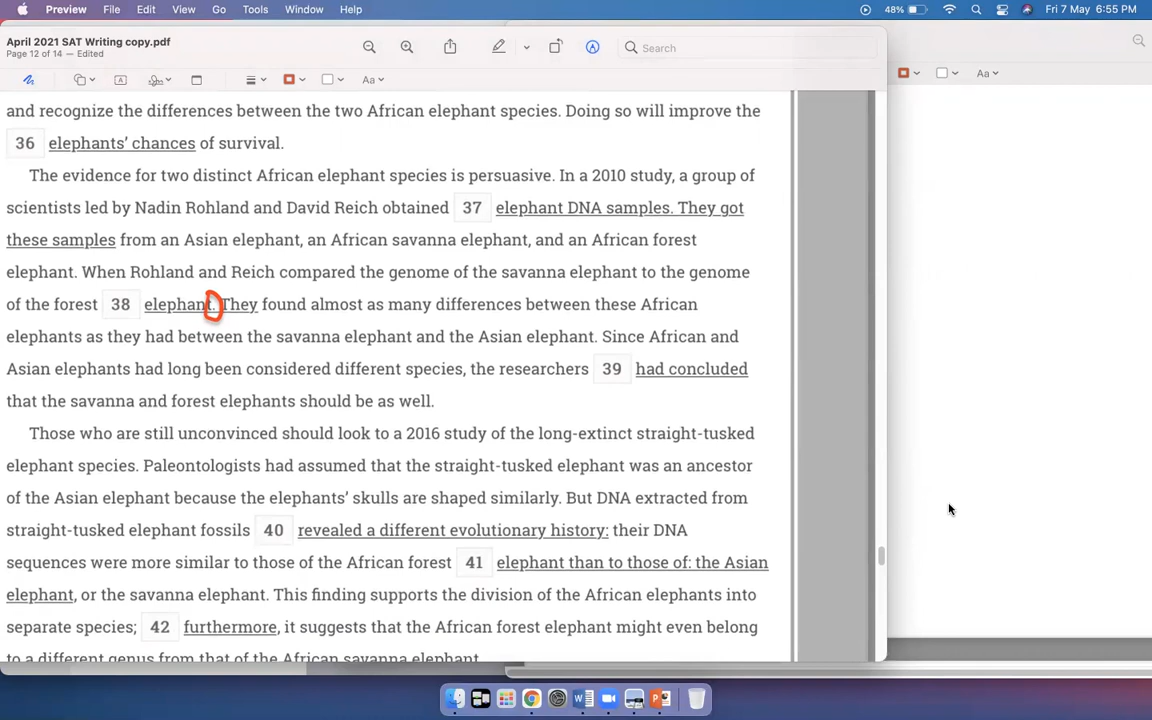 Preview File Edit View Go Tools Window Help 48% Fri 7 May 6:55 PM
April 2021 SAT Writing copy.pdf
Page 12 of 14 — Edited
Search
Aa
Aa
and recognize the differences between the two African elephant species. Doing so will improve the
36 elephants’ chances of survival.
The evidence for two distinct African elephant species is persuasive. In a 2010 study, a group of
scientists led by Nadin Rohland and David Reich obtained 37 elephant DNA samples. They got
these samples from an Asian elephant, an African savanna elephant, and an African forest
elephant. When Rohland and Reich compared the genome of the savanna elephant to the genome
of the forest 38 elephant. They found almost as many differences between these African
elephants as they had between the savanna elephant and the Asian elephant. Since African and
Asian elephants had long been considered different species, the researchers 39 had concluded
that the savanna and forest elephants should be as well.
Those who are still unconvinced should look to a 2016 study of the long-extinct straight-tusked
elephant species. Paleontologists had assumed that the straight-tusked elephant was an ancestor
of the Asian elephant because the elephants’ skulls are shaped similarly. But DNA extracted from
straight-tusked elephant fossils 40 revealed a different evolutionary history: their DNA
sequences were more similar to those of the African forest 41 elephant than to those of: the Asian
elephant, or the savanna elephant. This finding supports the division of the African elephants into
separate species; 42 furthermore, it suggests that the African forest elephant might even belong
to a different genus from that of the African savanna elephant.